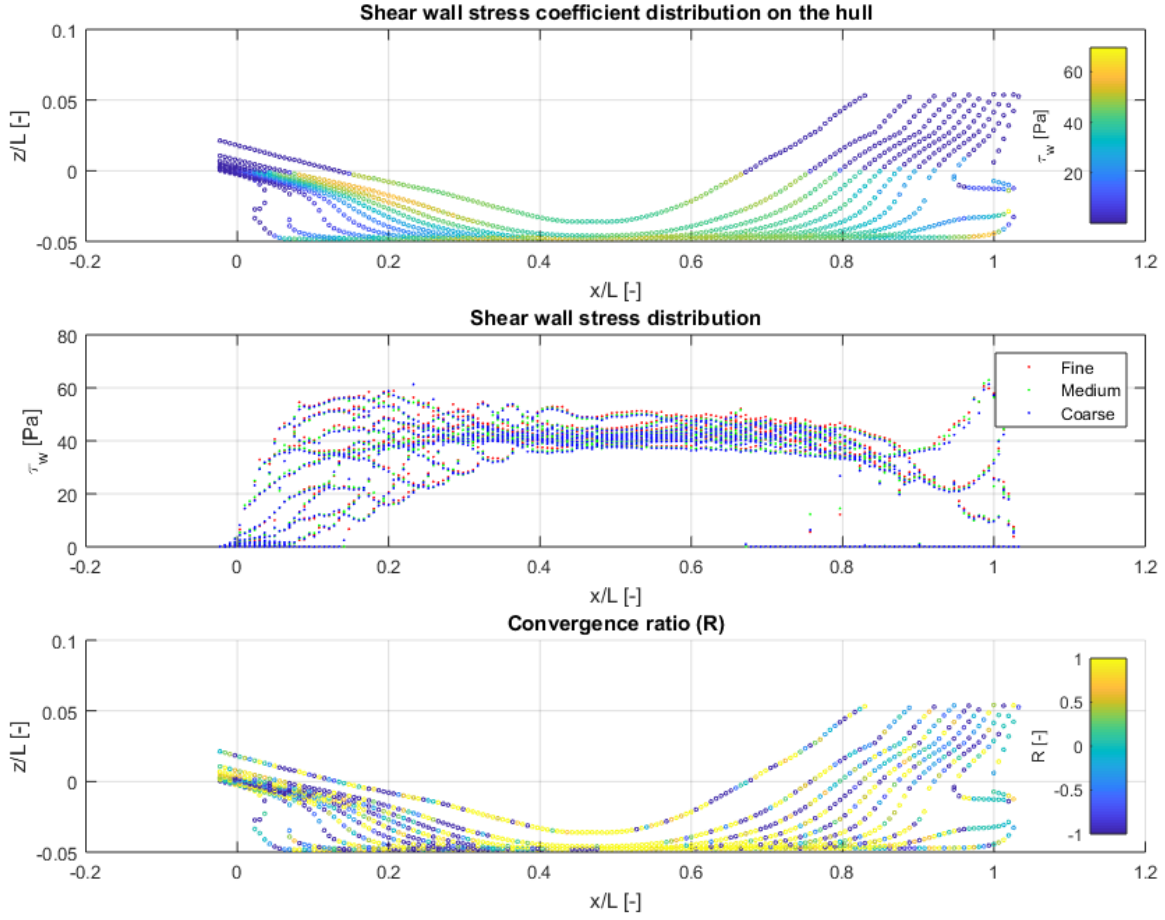 Shear wall stress coefficient distribution on the hull
0.1
0.05
0
-0.05
z/L [-]
-0.2 0 0.2 0.4 0.6 0.8 1 1.2
x/L [-]
60
40
20
τ_w [Pa]
Shear wall stress distribution
80
60
40
20
0
τ_w [Pa]
Fine
Medium
Coarse
-0.2 0 0.2 0.4 0.6 0.8 1 1.2
x/L [-]
Convergence ratio (R)
0.1
0.05
0
-0.05
z/L [-]
1
0.5
0
-0.5
-1
R [-]
-0.2 0 0.2 0.4 0.6 0.8 1 1.2
x/L [-]